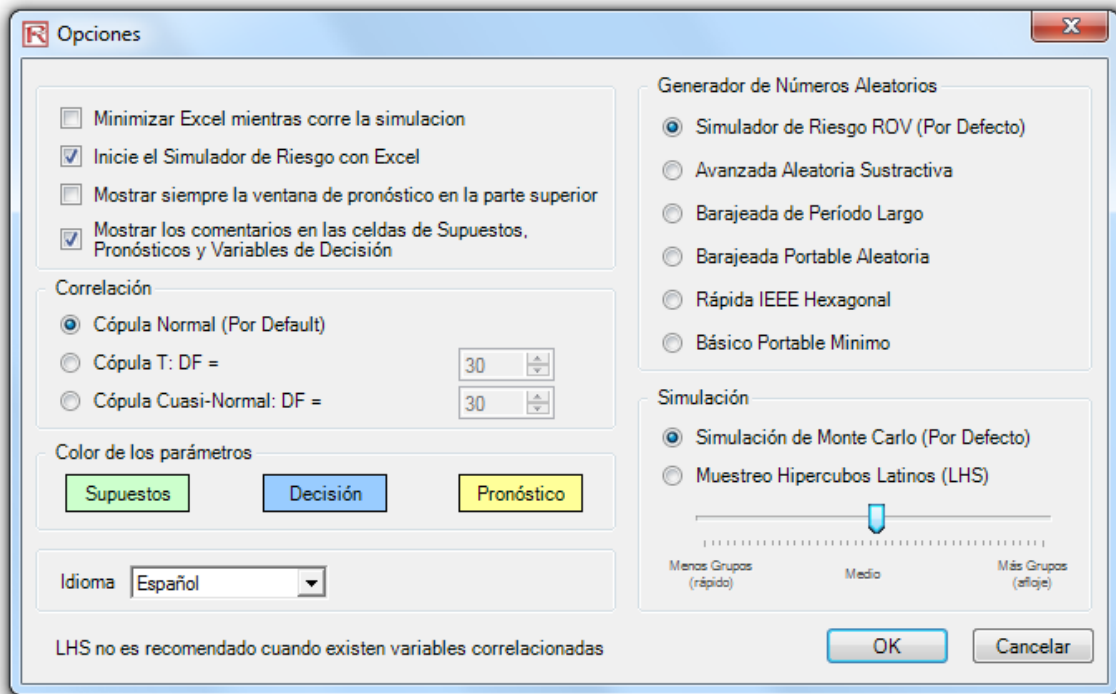 Opciones
Minimizar Excel mientras corre la simulacion
Inicie el Simulador de Riesgo con Excel
Mostrar siempre la ventana de pronóstico en la parte superior
Mostrar los comentarios en las celdas de Supuestos,
Pronósticos y Variables de Decisión
Correlación
Cópula Normal (Por Default)
Cópula T: DF = 30
Cópula Cuasi-Normal: DF = 30
Color de los parámetros
Supuestos Decisión Pronóstico
Idioma Español
LHS no es recomendado cuando existen variables correlacionadas
Generador de Números Aleatorios
Simulador de Riesgo ROV (Por Defecto)
Avanzada Aleatoria Sustractiva
Barajeada de Período Largo
Barajeada Portable Aleatoria
Rápida IEEE Hexagonal
Básico Portable Minimo
Simulación
Simulación de Monte Carlo (Por Defecto)
Muestreo Hipercubos Latinos (LHS)
Menos Grupos Medio Más Grupos
(rápido) (afloje)
OK Cancelar